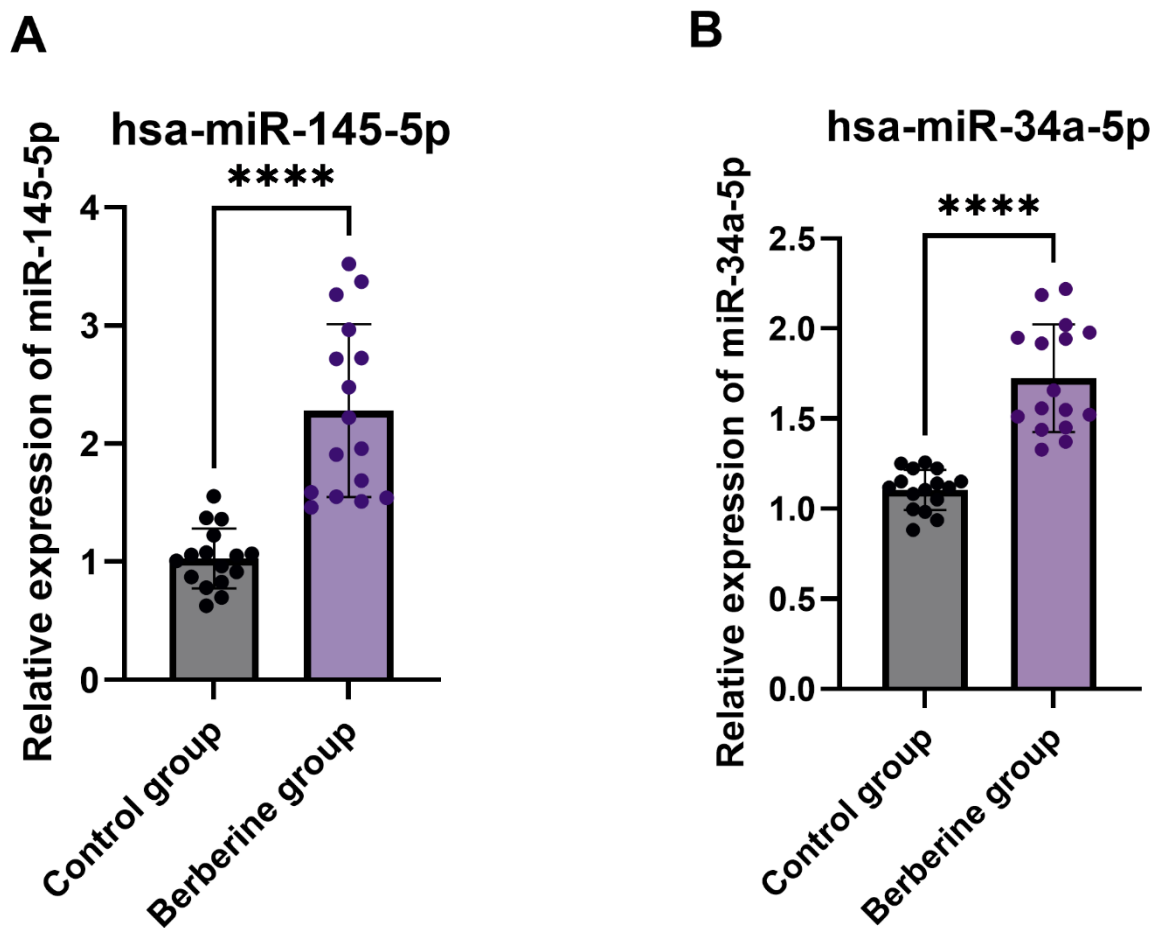 A
hsa-miR-145-5p
****
Relative expression of miR-145-5p
4
3
2
1
0
Control group
Berberine group
B
hsa-miR-34a-5p
****
Relative expression of miR-34a-5p
2.5
2.0
1.5
1.0
0.5
0.0
Control group
Berberine group